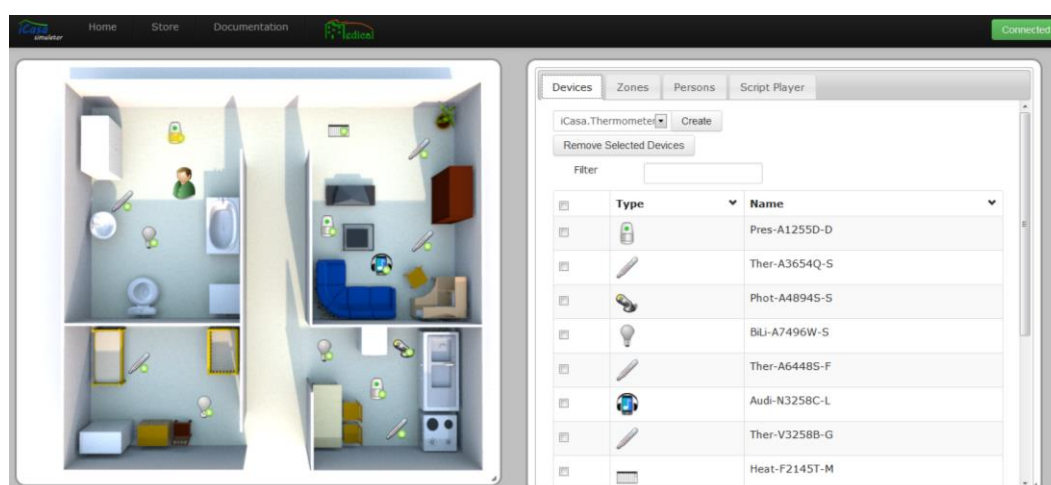 iCasa simulator Home Store Documentation Medical Connected
Devices Zones Persons Script Player
iCasa.Thermometer Create
Remove Selected Devices
Filter
Type Name
Pres-A1255D-D
Ther-A3654Q-S
Phot-A4894S-S
BiLi-A7496W-S
Ther-A6448S-F
Audi-N3258C-L
Ther-V3258B-G
Heat-F2145T-M